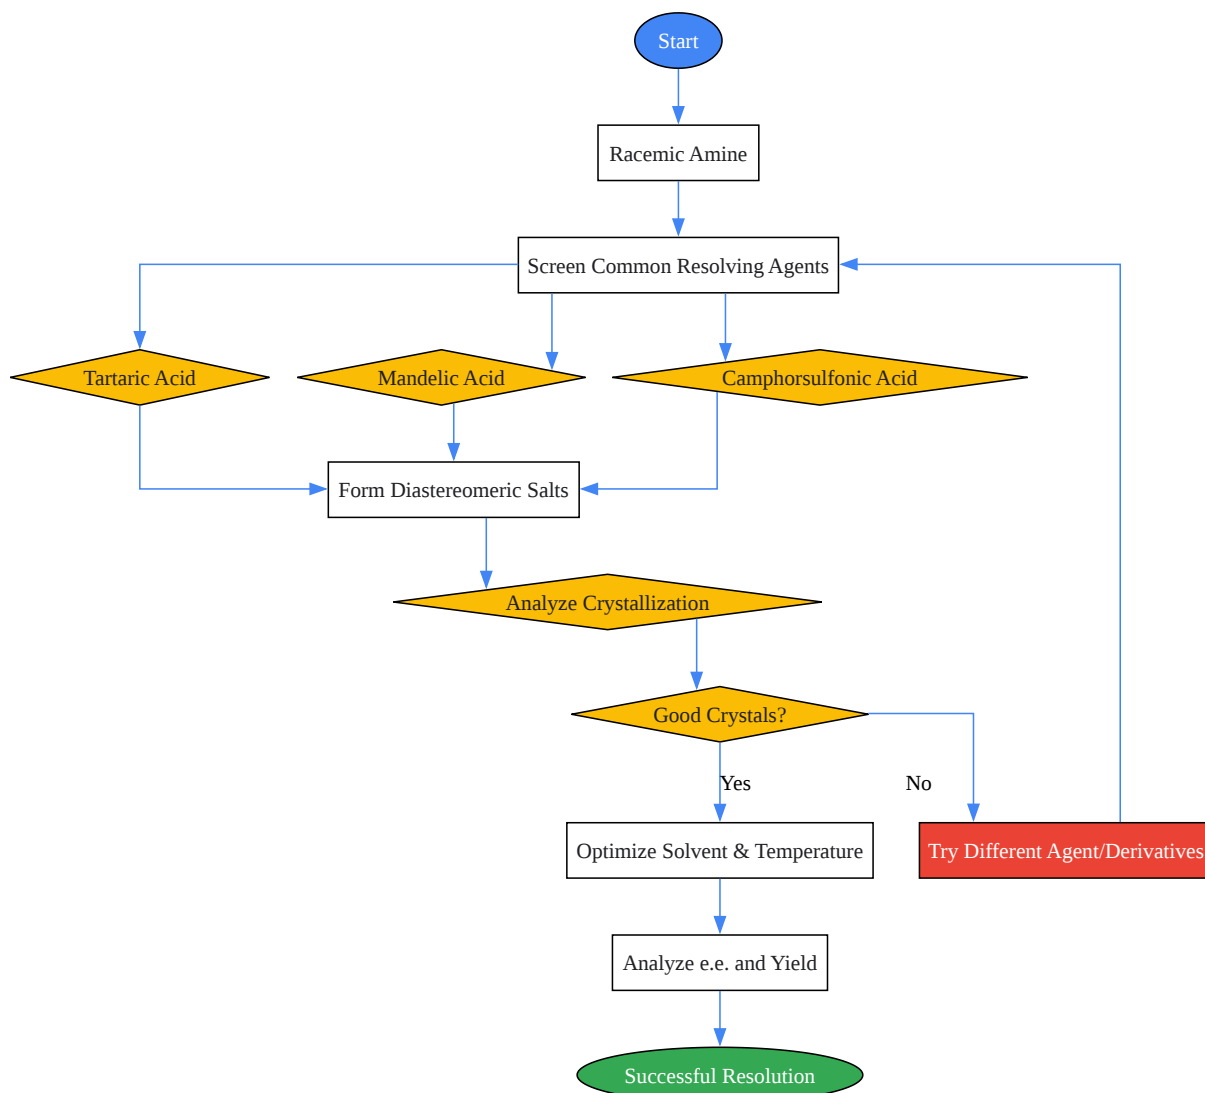 Start
Racemic Amine
Screen Common Resolving Agents
Tartaric Acid
Mandelic Acid
Camphorsulfonic Acid
Form Diastereomeric Salts
Analyze Crystallization
Good Crystals?
Yes
No
Optimize Solvent & Temperature
Try Different Agent/Derivatives
Analyze e.e. and Yield
Successful Resolution